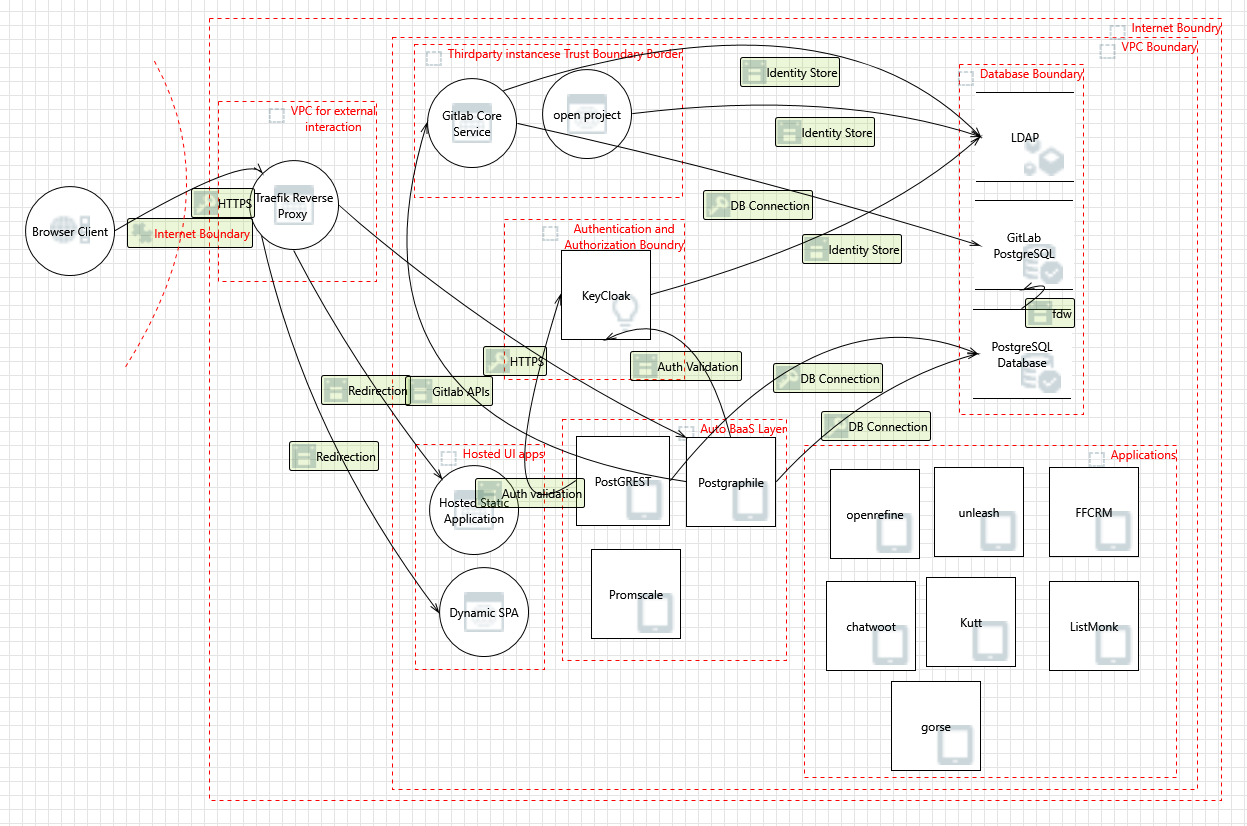 Internet Boundry
VPC Boundary
Thirdparty instancese Trust Boundary Border
Identity Store
Database Boundary
VPC for external
interaction
Gitlab Core
Service
open project
Identity Store
LDAP
HTTPS
Traefik Reverse
Proxy
DB Connection
Browser Client
Internet Boundary
Authentication and
Authorization Boundry
Identity Store
GitLab
PostgreSQL
KeyCloak
fdw
HTTPS
Auth Validation
PostgreSQL
Database
DB Connection
Redirection
Gitlab APIs
DB Connection
Auto BaaS Layer
Redirection
Hosted UI apps
Applications
PostGREST
Postgraphile
Auth validation
Hosted Static
Application
openrefine
unleash
FFCRM
Promscale
Dynamic SPA
chatwoot
Kutt
ListMonk
gorse